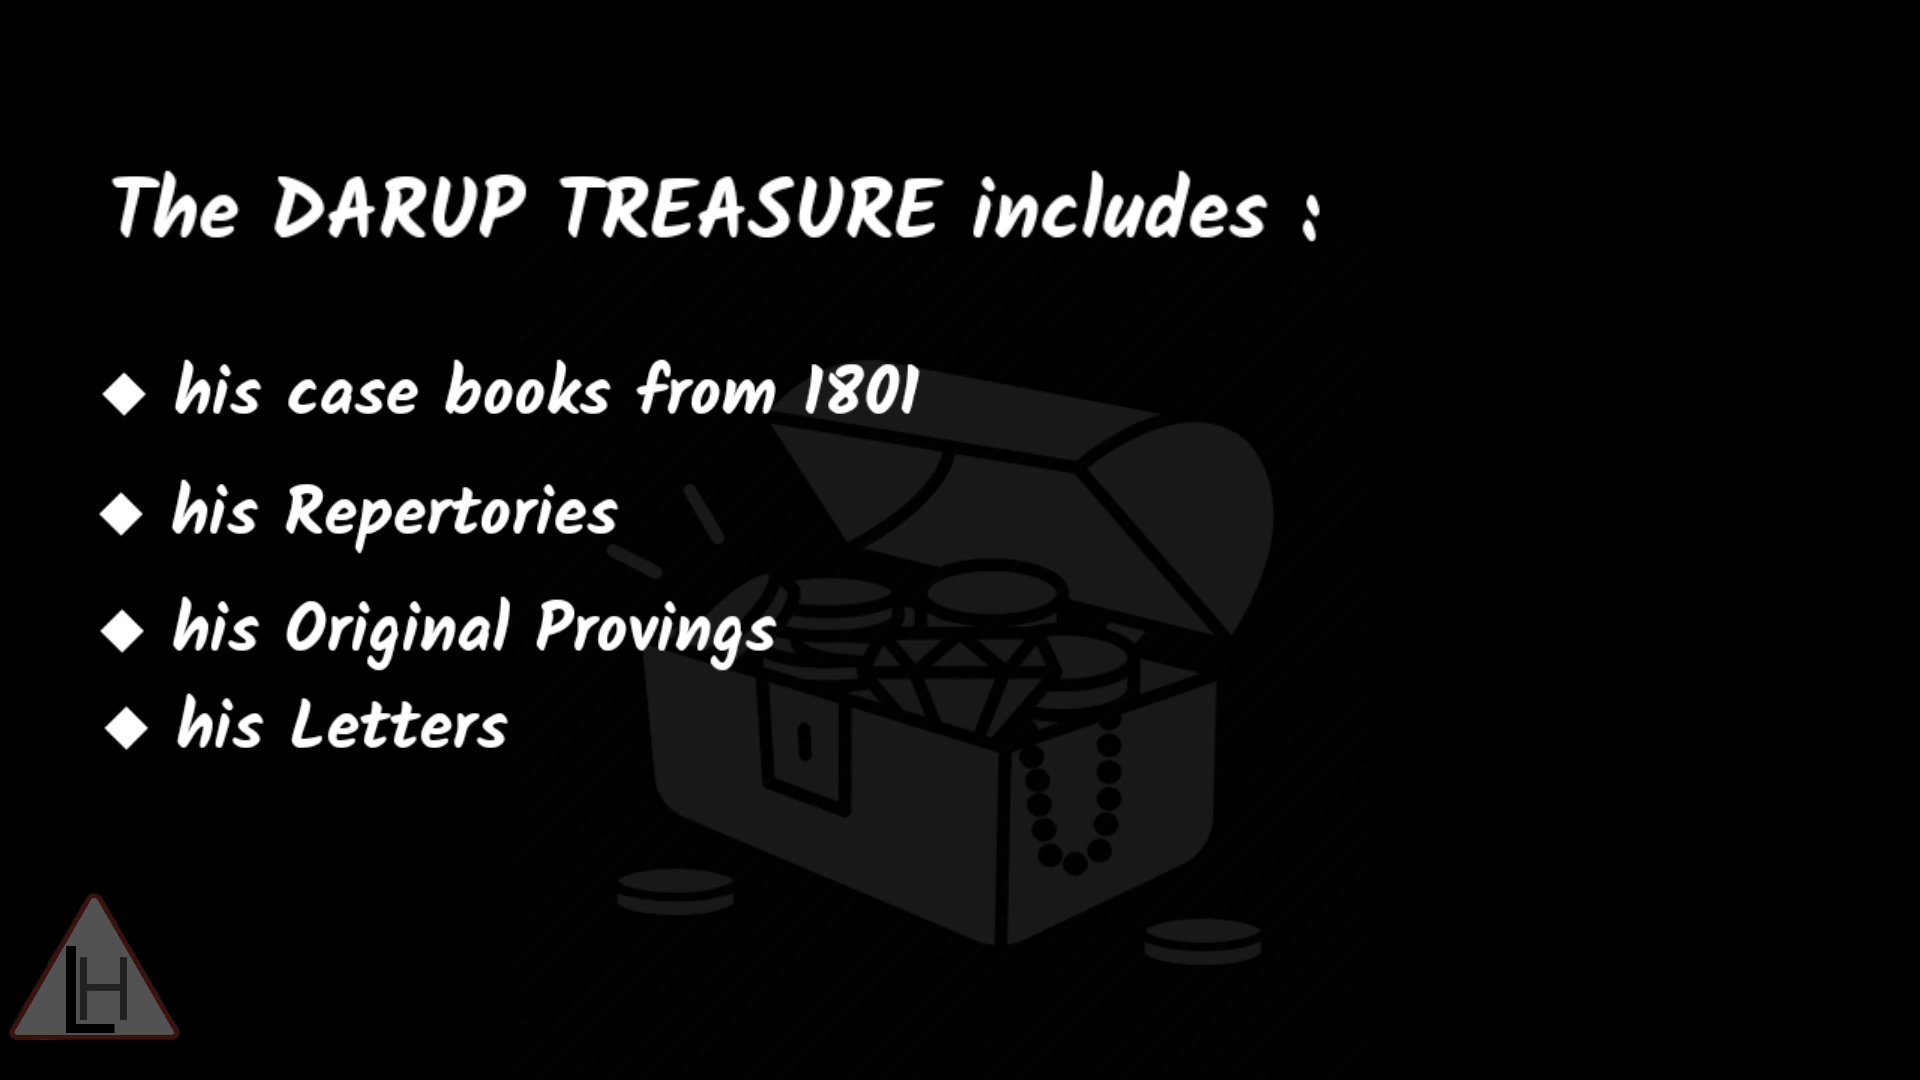 The DARUP TREASURE includes :
◆ his case books from 1801
◆ his Repertories
◆ his Original Provings
◆ his Letters
LH